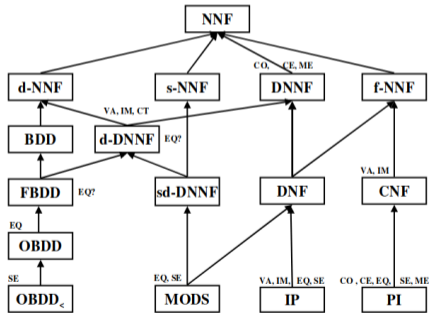 NNF
CO, CE, ME
d-NNF s-NNF DNNF f-NNF
VA, IM, CT
BDD d-DNNF EQ? VA, IM
FBDD EQ? sd-DNNF DNF CNF
EQ
OBDD
SE EQ, SE VA, IM, EQ, SE CO , CE, EQ, SE, ME
OBDD< MODS IP PI